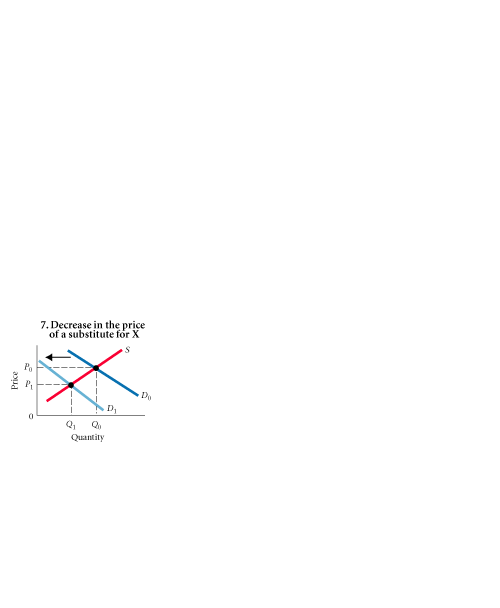 7. Decrease in the price
of a substitute for X
S
P₀
P₁
Price
D₀
D₁
0
Q₁ Q₀
Quantity